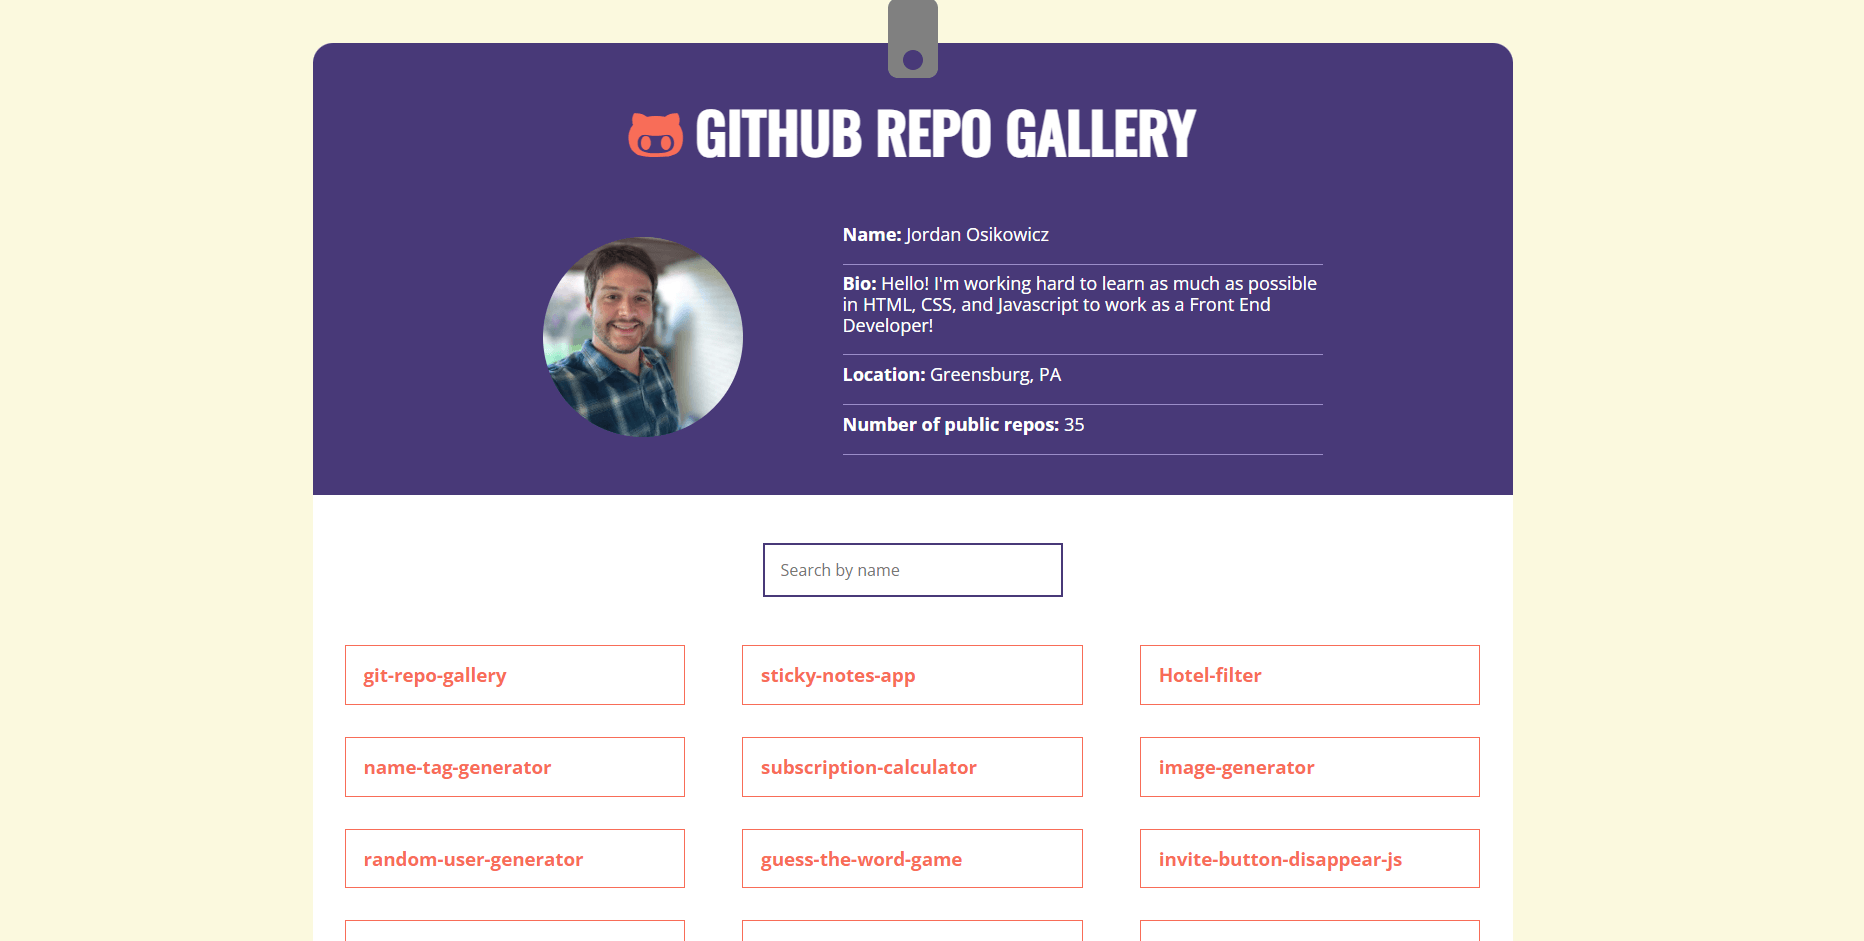 GITHUB REPO GALLERY
Name: Jordan Osikowicz
Bio: Hello! I'm working hard to learn as much as possible
in HTML, CSS, and Javascript to work as a Front End
Developer!
Location: Greensburg, PA
Number of public repos: 35
Search by name
git-repo-gallery
sticky-notes-app
Hotel-filter
name-tag-generator
subscription-calculator
image-generator
random-user-generator
guess-the-word-game
invite-button-disappear-js